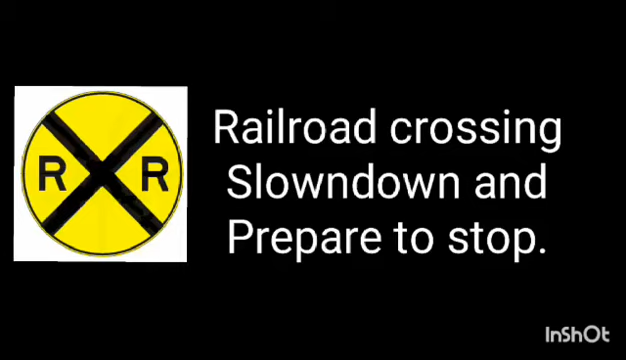 R R
Railroad crossing
Slowndown and
Prepare to stop.
InShOt